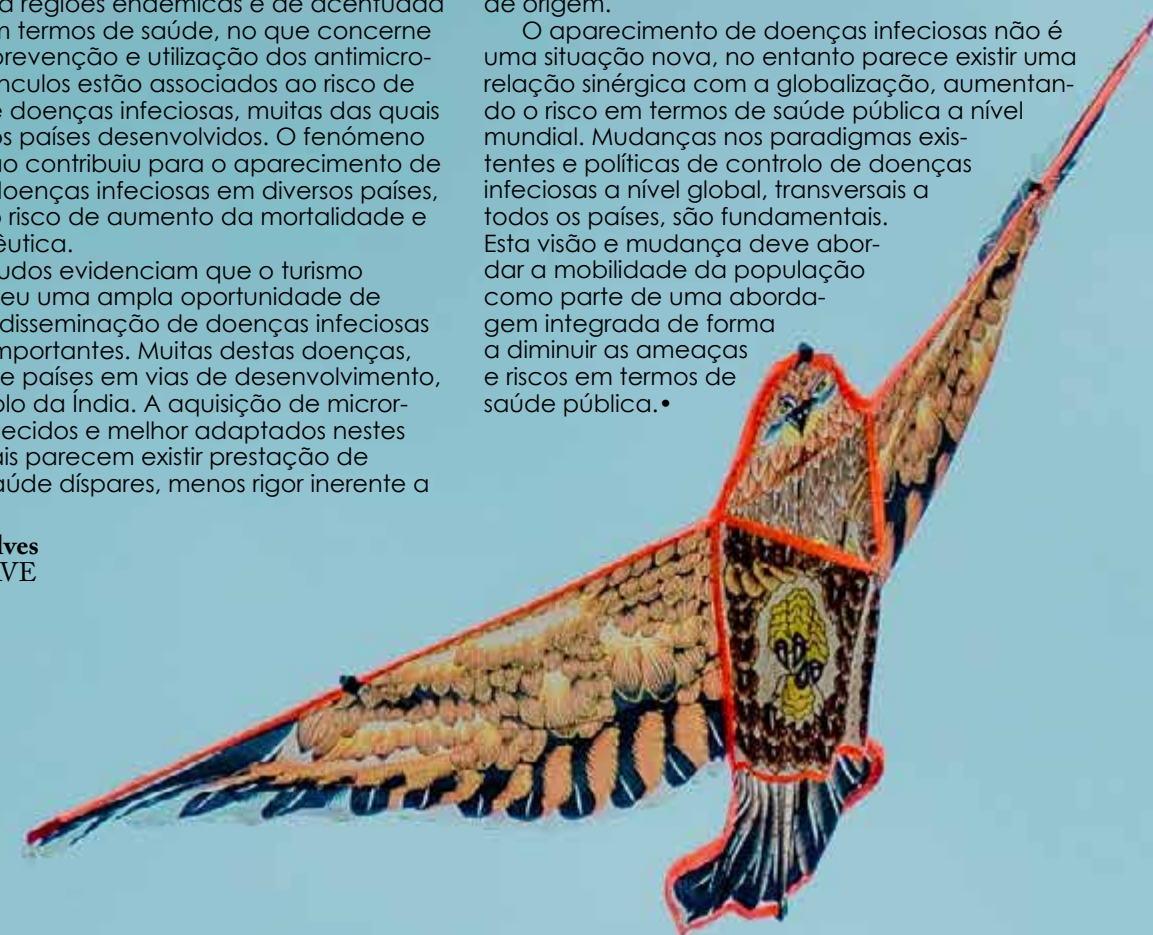 regiões endémicas e de acentuada
termos de saúde, no que concerne
prevenção e utilização dos antimicro-
nculos estão associados ao risco de
e doenças infeciosas, muitas das quais
os países desenvolvidos. O fenómeno
ão contribuiu para o aparecimento de
doenças infeciosas em diversos países,
o risco de aumento da mortalidade e
êutica.
udos evidenciam que o turismo
eu uma ampla oportunidade de
disseminação de doenças infeciosas
mportantes. Muitas destas doenças,
e países em vias de desenvolvimento,
plo da Índia. A aquisição de micror-
ecidos e melhor adaptados nestes
ais parecem existir prestação de
aúde díspares, menos rigor inerente a
lves
VE
de origem.
O aparecimento de doenças infeciosas não é
uma situação nova, no entanto parece existir uma
relação sinérgica com a globalização, aumentan-
do o risco em termos de saúde pública a nível
mundial. Mudanças nos paradigmas exis-
tentes e políticas de controlo de doenças
infeciosas a nível global, transversais a
todos os países, são fundamentais.
Esta visão e mudança deve abor-
dar a mobilidade da população
como parte de uma aborda-
gem integrada de forma
a diminuir as ameaças
e riscos em termos de
saúde pública.•